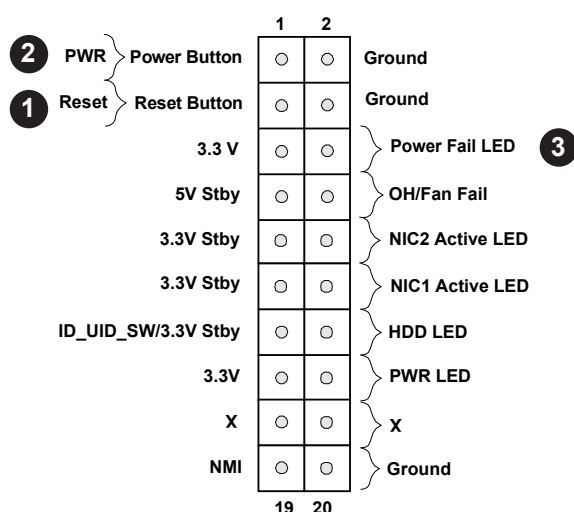 1 2
2 PWR Power Button Ground
1 Reset Reset Button Ground
3.3 V Power Fail LED 3
5V Stby OH/Fan Fail
3.3V Stby NIC2 Active LED
3.3V Stby NIC1 Active LED
ID_UID_SW/3.3V Stby HDD LED
3.3V PWR LED
X X
NMI Ground
19 20